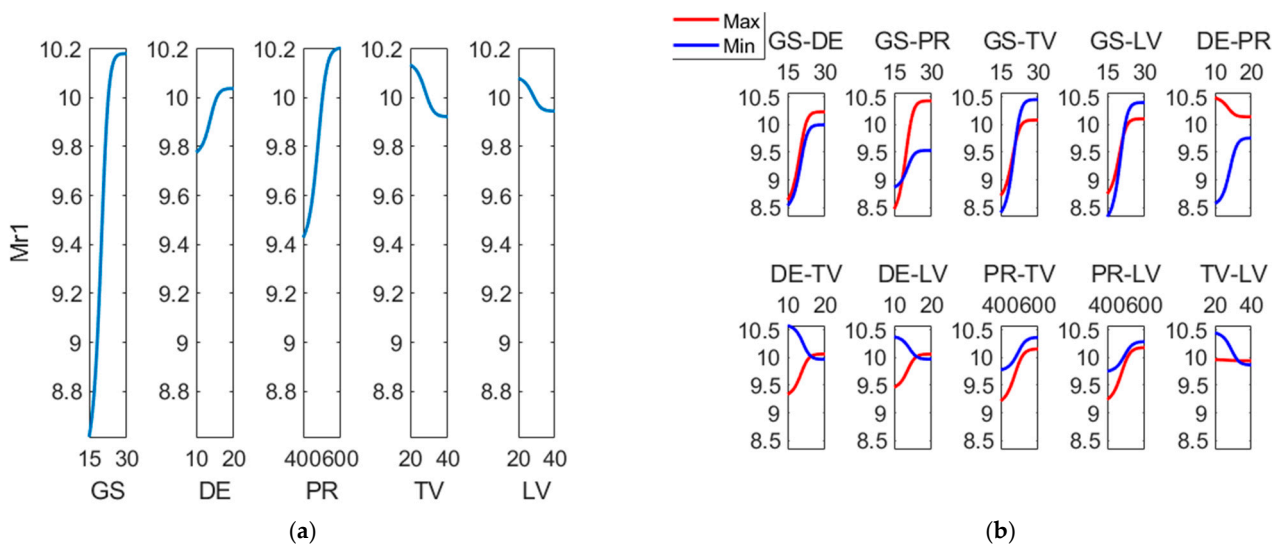 10.2 10.2 10.2 10.2 10.2
10 10 10 10 10
9.8 9.8 9.8 9.8 9.8
9.6 9.6 9.6 9.6 9.6
9.4 9.4 9.4 9.4 9.4
9.2 9.2 9.2 9.2 9.2
9 9 9 9 9
8.8 8.8 8.8 8.8 8.8
Mr1
15 30 10 20 400600 20 40 20 40
GS DE PR TV LV
(a)
Max
Min
GS-DE GS-PR GS-TV GS-LV DE-PR
15 30 15 30 15 30 15 30 10 20
10.5 10.5 10.5 10.5 10.5
10 10 10 10 10
9.5 9.5 9.5 9.5 9.5
9 9 9 9 9
8.5 8.5 8.5 8.5 8.5
DE-TV DE-LV PR-TV PR-LV TV-LV
10 20 10 20 400600 400600 20 40
10.5 10.5 10.5 10.5 10.5
10 10 10 10 10
9.5 9.5 9.5 9.5 9.5
9 9 9 9 9
8.5 8.5 8.5 8.5 8.5
(b)